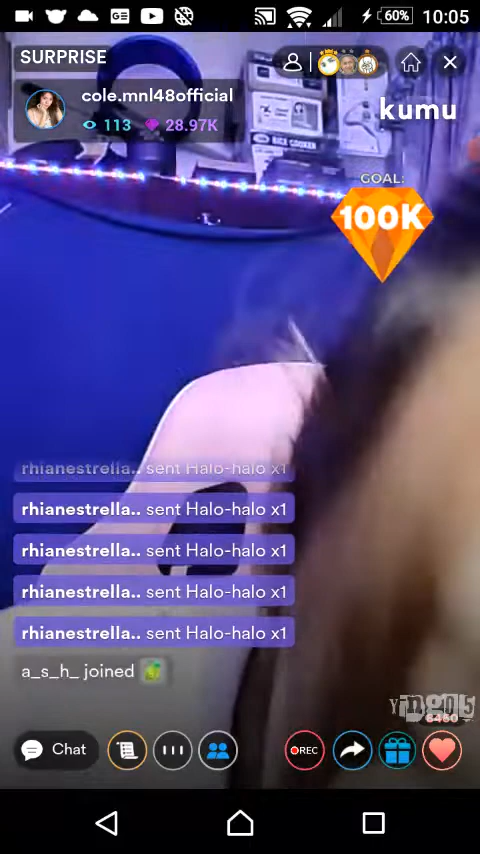 60% 10:05
SURPRISE
cole.mnl48official
113 28.97K
kumu
RICE COOKER
GOAL:
100K
rhianestrella.. sent Halo-halo x1
rhianestrella.. sent Halo-halo x1
rhianestrella.. sent Halo-halo x1
rhianestrella.. sent Halo-halo x1
rhianestrella.. sent Halo-halo x1
a_s_h_ joined
Yngo15
6480
Chat
REC